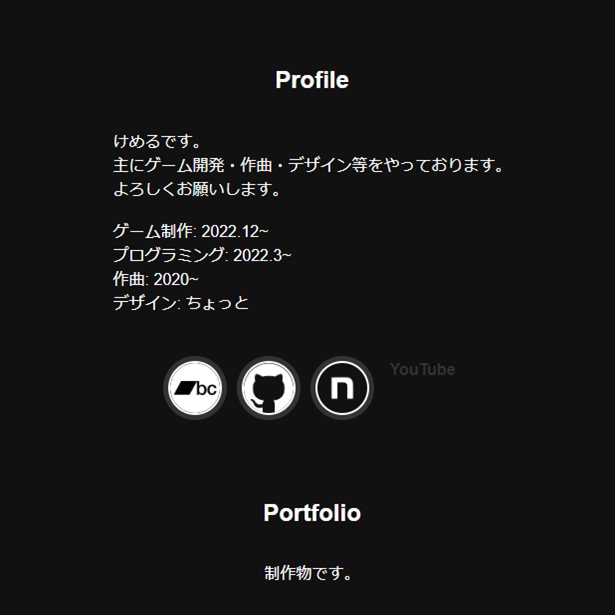 Profile
けめるです。
主にゲーム開発・作曲・デザイン等をやっております。
よろしくお願いします。
ゲーム制作: 2022.12~
プログラミング: 2022.3~
作曲: 2020~
デザイン: ちょっと
bc
n
YouTube
Portfolio
制作物です。